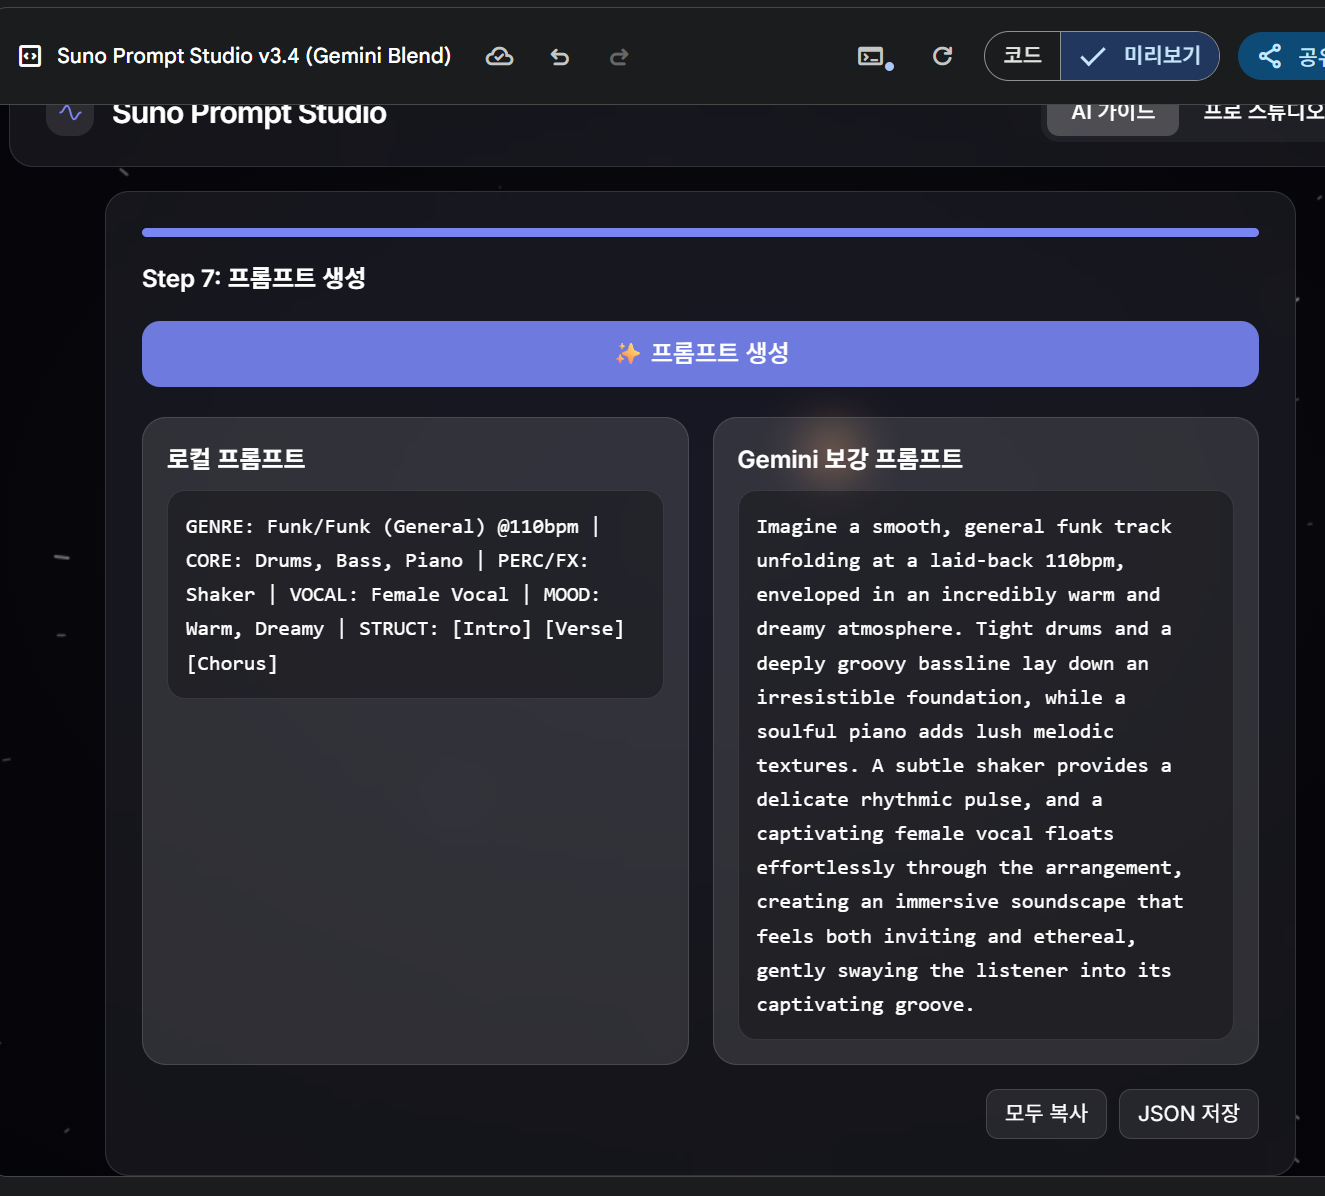 Suno Prompt Studio v3.4 (Gemini Blend)
코드
미리보기
Suno Prompt Studio
AI 가이드
프로 스튜디오
Step 7: 프롬프트 생성
✨ 프롬프트 생성
로컬 프롬프트
GENRE: Funk/Funk (General) @110bpm |
CORE: Drums, Bass, Piano | PERC/FX:
Shaker | VOCAL: Female Vocal | MOOD:
Warm, Dreamy | STRUCT: [Intro] [Verse]
[Chorus]
Gemini 보강 프롬프트
Imagine a smooth, general funk track
unfolding at a laid-back 110bpm,
enveloped in an incredibly warm and
dreamy atmosphere. Tight drums and a
deeply groovy bassline lay down an
irresistible foundation, while a
soulful piano adds lush melodic
textures. A subtle shaker provides a
delicate rhythmic pulse, and a
captivating female vocal floats
effortlessly through the arrangement,
creating an immersive soundscape that
feels both inviting and ethereal,
gently swaying the listener into its
captivating groove.
모두 복사
JSON 저장